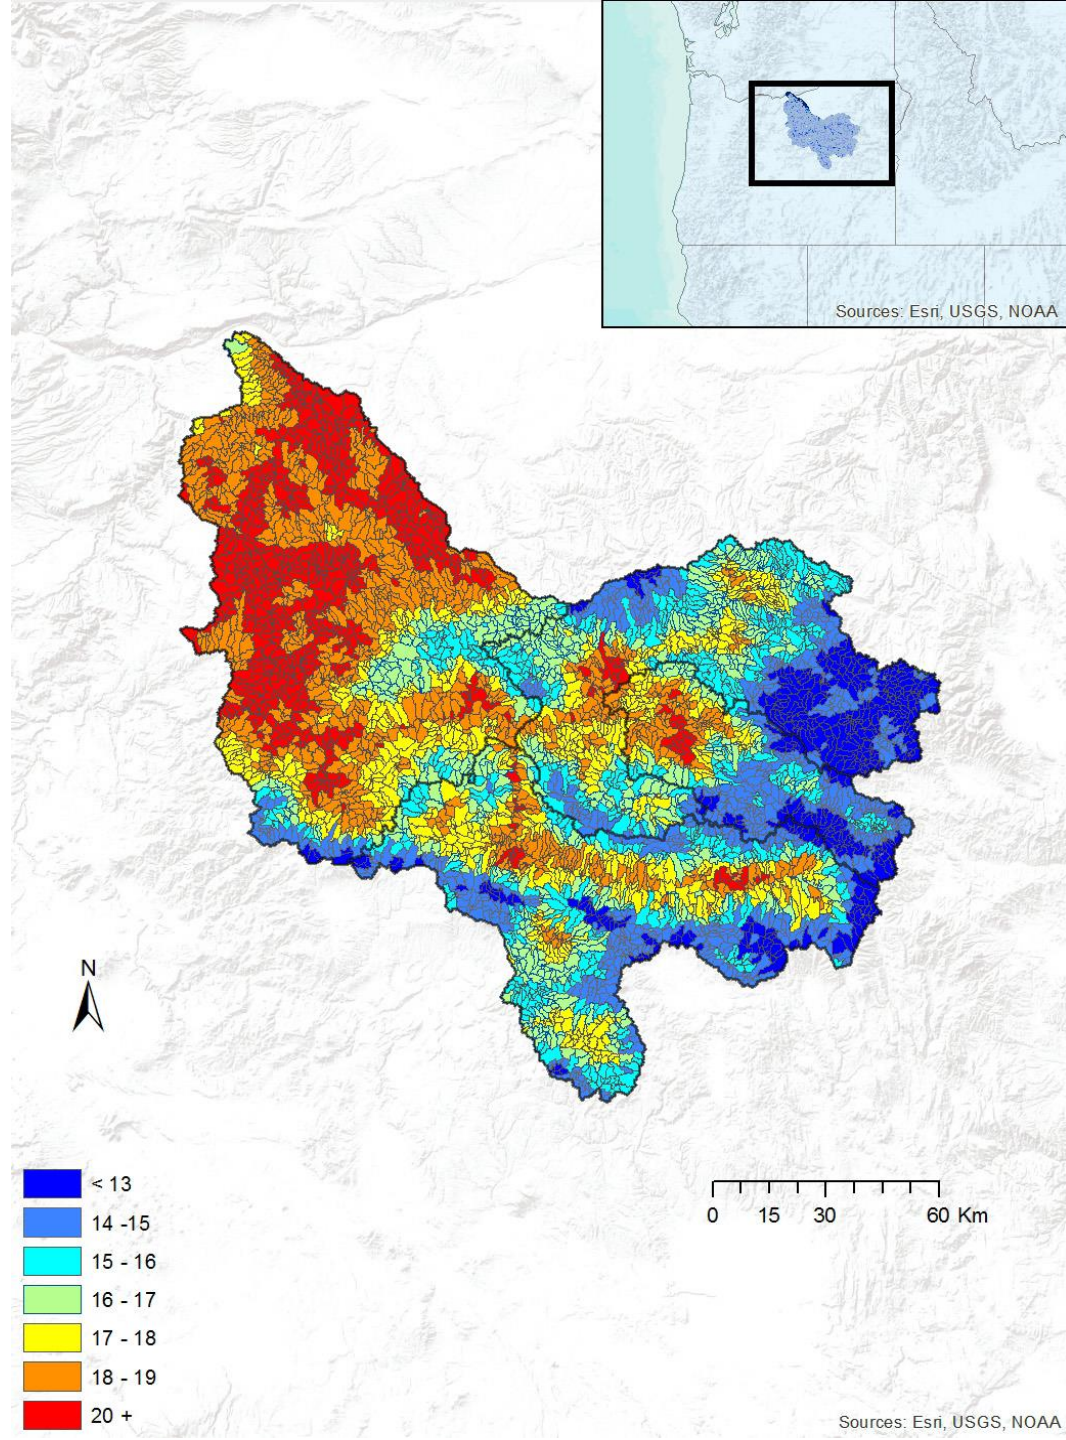 Sources: Esri, USGS, NOAA
N
< 13
14 -15
15 - 16
16 - 17
17 - 18
18 - 19
20 +
0 15 30 60 Km
Sources: Esri, USGS, NOAA